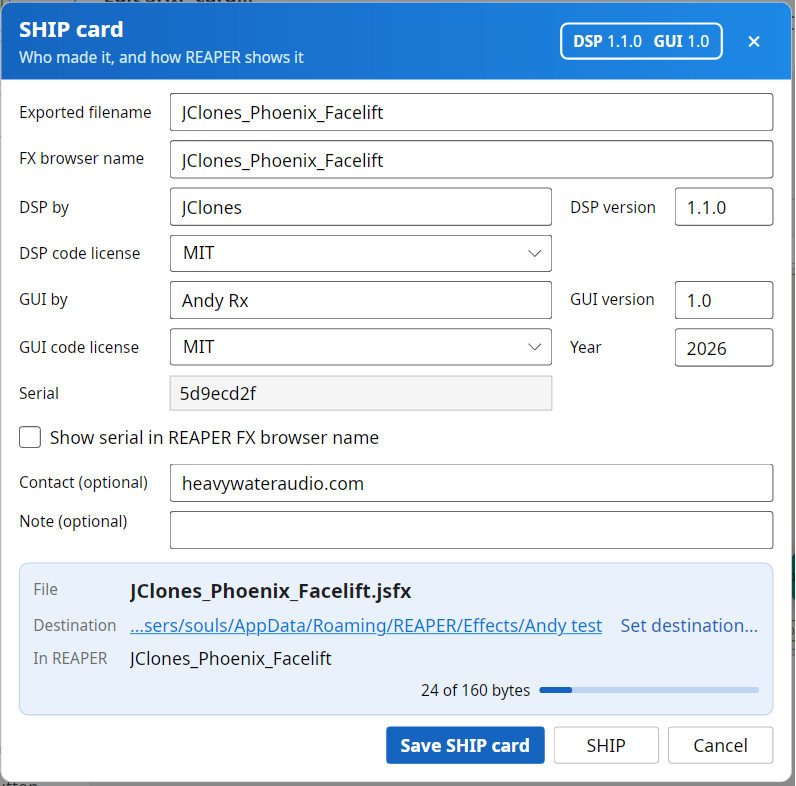 SHIP card
Who made it, and how REAPER shows it
DSP 1.1.0 GUI 1.0
Exported filename JClones_Phoenix_Facelift
FX browser name JClones_Phoenix_Facelift
DSP by JClones DSP version 1.1.0
DSP code license MIT
GUI by Andy Rx GUI version 1.0
GUI code license MIT Year 2026
Serial 5d9ecd2f
Show serial in REAPER FX browser name
Contact (optional) heavywateraudio.com
Note (optional)
File JClones_Phoenix_Facelift.jsfx
Destination ...sers/souls/AppData/Roaming/REAPER/Effects/Andy test Set destination...
In REAPER JClones_Phoenix_Facelift
24 of 160 bytes
Save SHIP card SHIP Cancel